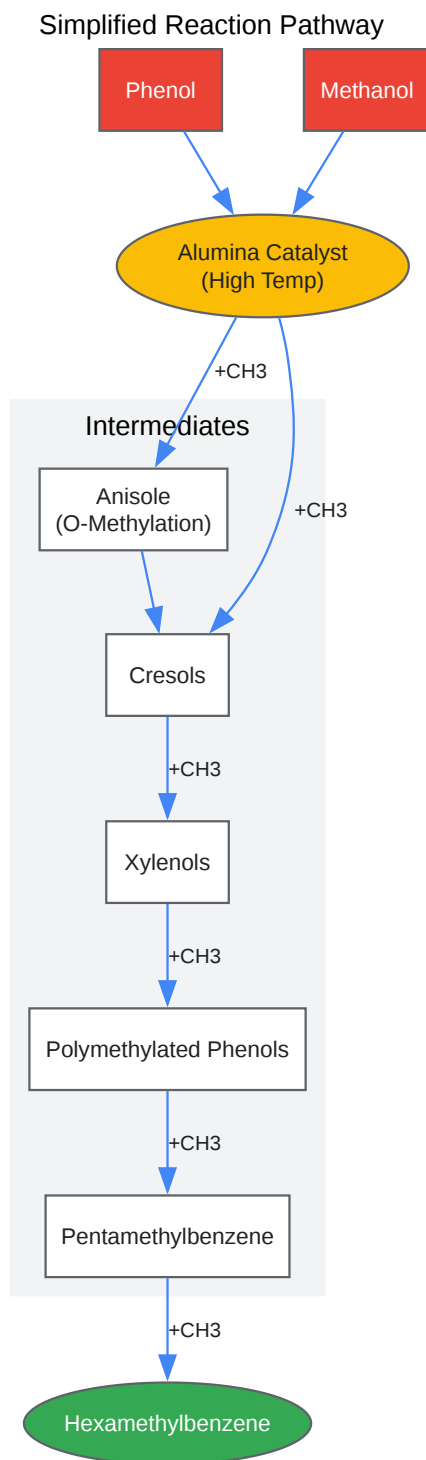 Simplified Reaction Pathway
Phenol
Methanol
Alumina Catalyst
(High Temp)
+CH3
Intermediates
Anisole
(O-Methylation)
+CH3
Cresols
+CH3
Xylenols
+CH3
Polymethylated Phenols
+CH3
Pentamethylbenzene
+CH3
Hexamethylbenzene